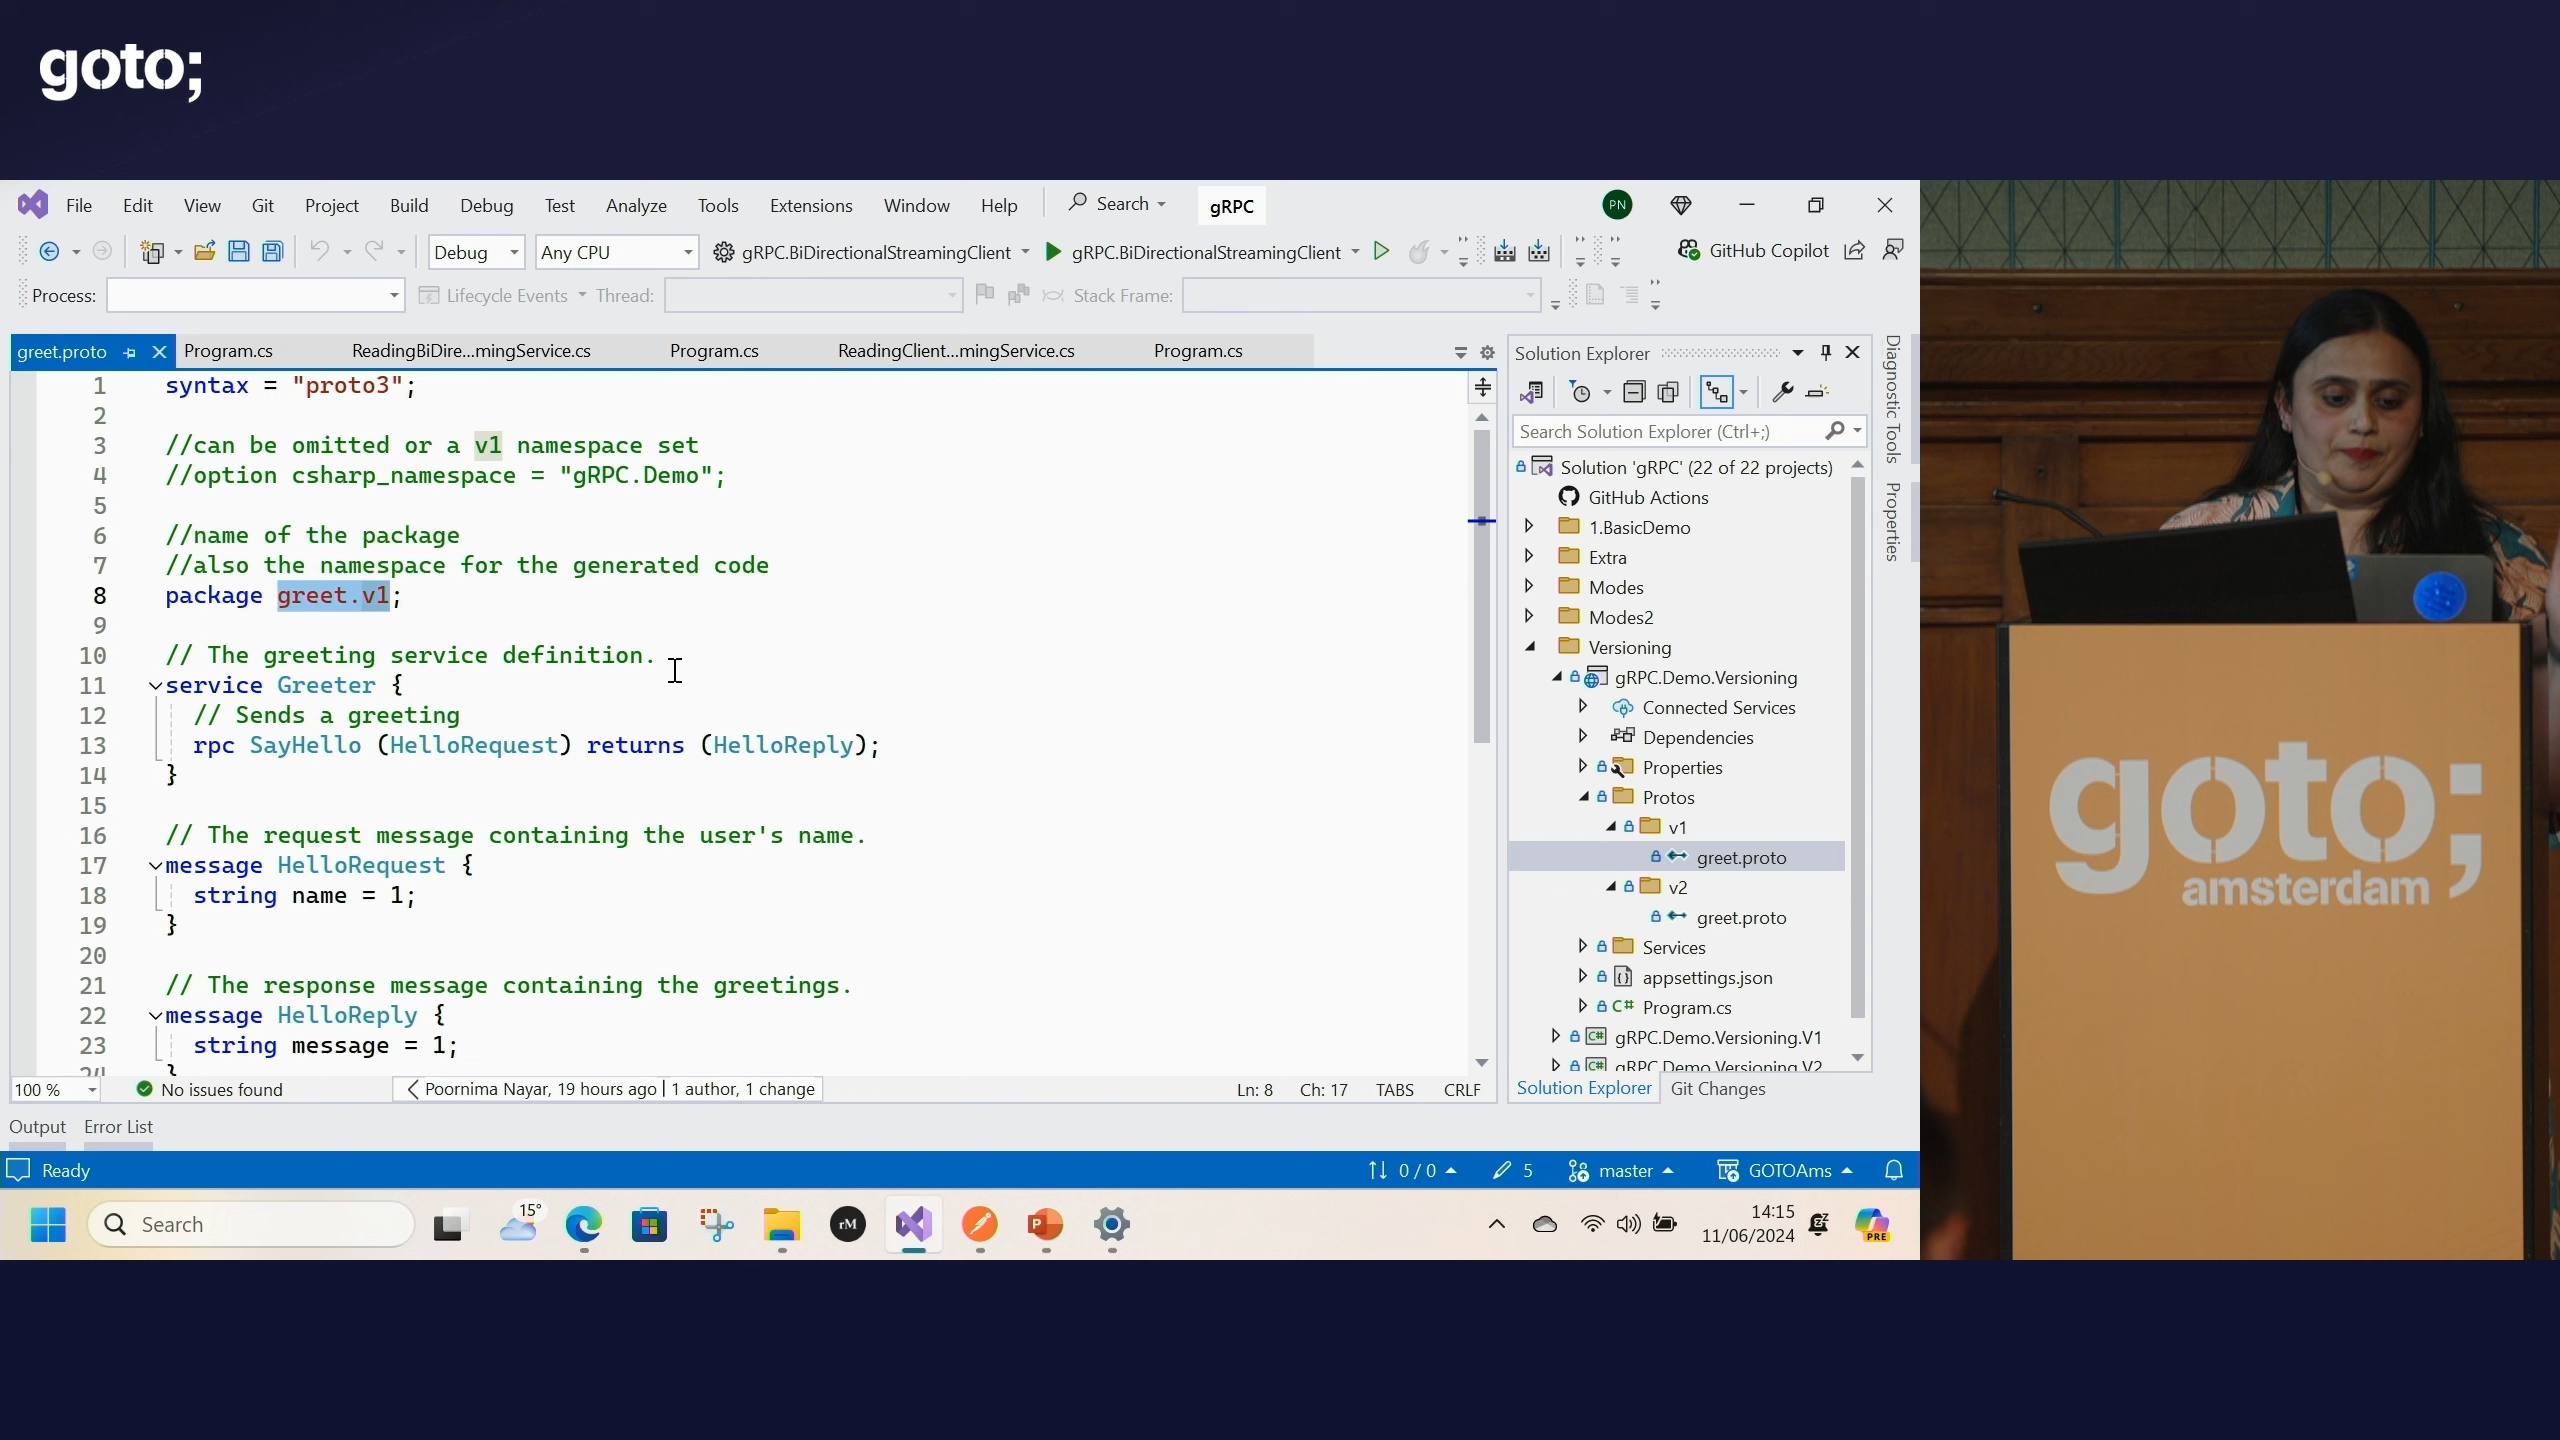 goto;
File Edit View Git Project Build Debug Test Analyze Tools Extensions Window Help Search gRPC PN
Debug Any CPU gRPC.BiDirectionalStreamingClient gRPC.BiDirectionalStreamingClient GitHub Copilot
Process: Lifecycle Events Thread: Stack Frame:
greet.proto Program.cs ReadingBiDire...mingService.cs Program.cs ReadingClient...mingService.cs Program.cs
1 syntax = "proto3";
2
3 //can be omitted or a v1 namespace set
4 //option csharp_namespace = "gRPC.Demo";
5
6 //name of the package
7 //also the namespace for the generated code
8 package greet.v1;
9
10 // The greeting service definition.
11 service Greeter {
12 // Sends a greeting
13 rpc SayHello (HelloRequest) returns (HelloReply);
14 }
15
16 // The request message containing the user's name.
17 message HelloRequest {
18 string name = 1;
19 }
20
21 // The response message containing the greetings.
22 message HelloReply {
23 string message = 1;
24 }
100 % No issues found Poornima Nayar, 19 hours ago | 1 author, 1 change Ln: 8 Ch: 17 TABS CRLF
Solution Explorer
Search Solution Explorer (Ctrl+;)
Solution 'gRPC' (22 of 22 projects)
GitHub Actions
1.BasicDemo
Extra
Modes
Modes2
Versioning
gRPC.Demo.Versioning
Connected Services
Dependencies
Properties
Protos
v1
greet.proto
v2
greet.proto
Services
appsettings.json
Program.cs
gRPC.Demo.Versioning.V1
gRPC.Demo.Versioning.V2
Solution Explorer Git Changes
Diagnostic Tools
Properties
Output Error List
Ready 0 / 0 5 master GOTOAms
Search 15° rM P 14:15
11/06/2024 PRE
goto;
amsterdam